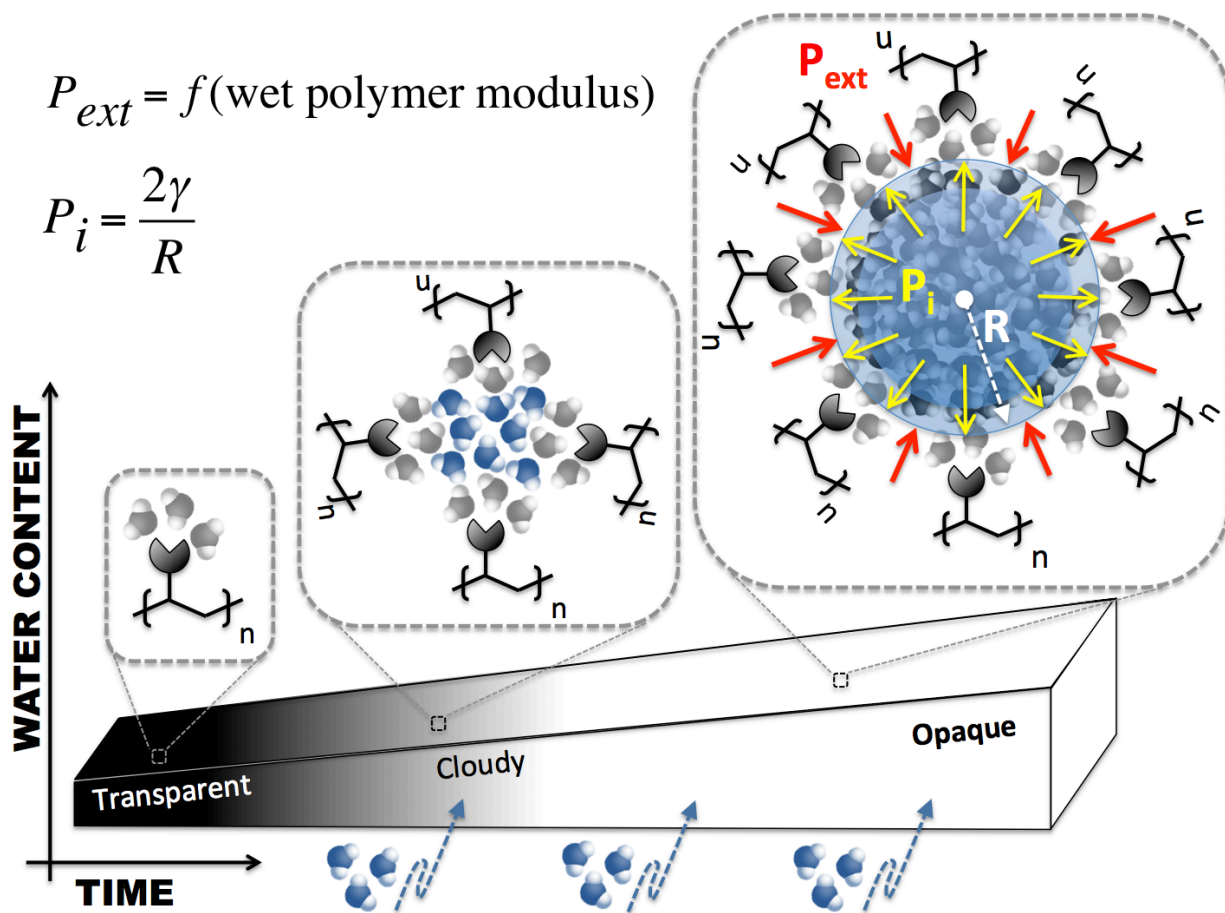 P_ext = f (wet polymer modulus)
P_i = 2γ / R
P_ext
P_i
R
u
u
u
u
u
n
n
n
n
n
u
n
n
n
n
WATER CONTENT
Transparent
Cloudy
Opaque
TIME